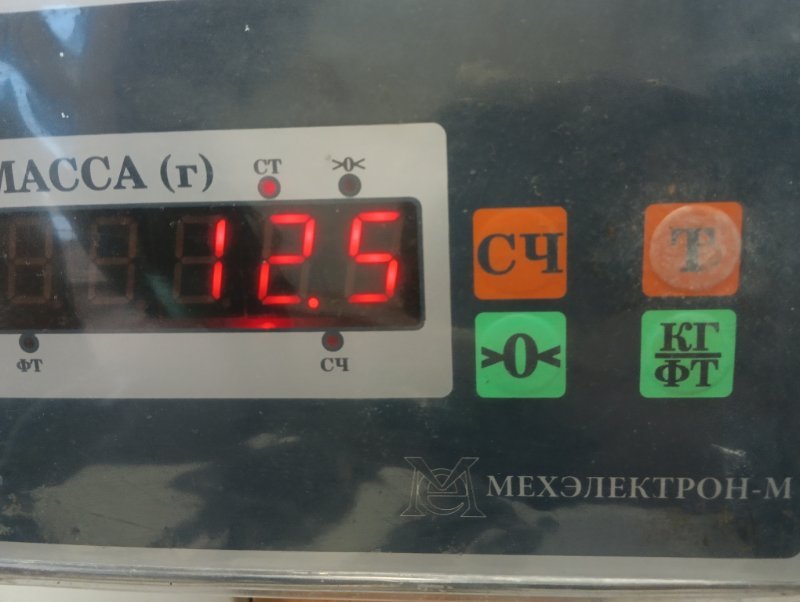 МАССА (г)
СТ >0<
12.5
ФТ СЧ
СЧ Т
>0< КГ
ФТ
МЕХЭЛЕКТРОН-М